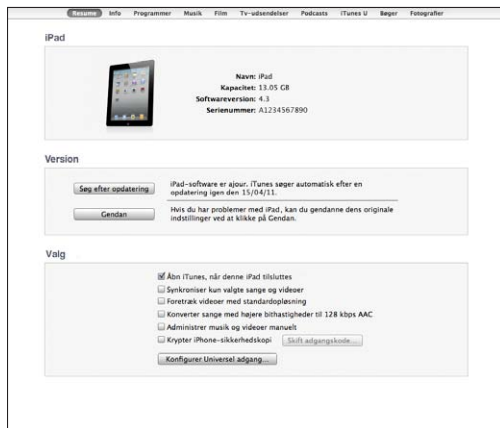 Resume Info Programmer Musik Film Tv-udsendelser Podcasts iTunes U Bøger Fotografier
iPad
Navn: iPad
Kapacitet: 13.05 GB
Softwareversion: 4.3
Serienummer: A1234567890
Version
Søg efter opdatering
iPad-software er ajour. iTunes søger automatisk efter en
opdatering igen den 15/04/11.
Gendan
Hvis du har problemer med iPad, kan du gendanne dens originale
indstillinger ved at klikke på Gendan.
Valg
Åbn iTunes, når denne iPad tilsluttes
Synkroniser kun valgte sange og videoer
Foretræk videoer med standardopløsning
Konverter sange med højere bithastigheder til 128 kbps AAC
Administrer musik og videoer manuelt
Krypter iPhone-sikkerhedskopi Skift adgangskode...
Konfigurer Universel adgang...